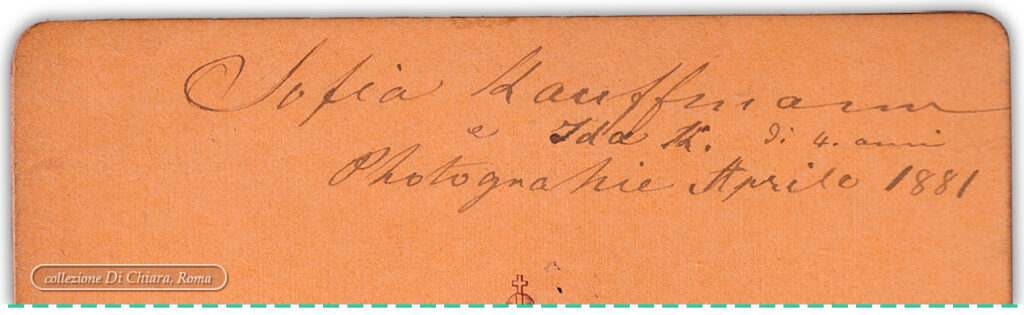 Sofia Kauffmann
e Ida K. di 4. anni
Photographie Aprile 1881
collezione Di Chiara, Roma